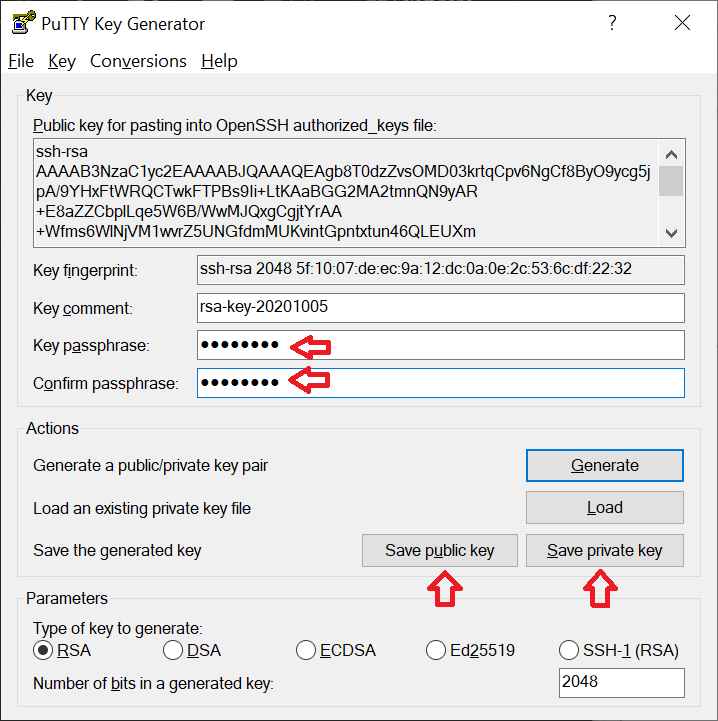 PuTTY Key Generator
File Key Conversions Help
Key
Public key for pasting into OpenSSH authorized_keys file:
ssh-rsa
AAAAB3NzaC1yc2EAAAABJQAAAQEAgb8T0dzZvsOMD03krtqCpv6NgCf8ByO9ycg5j
pA/9YHxFtWRQCTwkFTPBs9Ii+LtKAaBGG2MA2tmnQN9yAR
+E8aZZCbplLqe5W6B/WwMJQxgCgjtYrAA
+Wfms6WlNjVM1wvrZ5UNGfdmMUKvintGpntxtun46QLEUXm
Key fingerprint: ssh-rsa 2048 5f:10:07:de:ec:9a:12:dc:0a:0e:2c:53:6c:df:22:32
Key comment: rsa-key-20201005
Key passphrase: ●●●●●●●●
Confirm passphrase: ●●●●●●●●
Actions
Generate a public/private key pair Generate
Load an existing private key file Load
Save the generated key Save public key Save private key
Parameters
Type of key to generate:
RSA DSA ECDSA Ed25519 SSH-1 (RSA)
Number of bits in a generated key: 2048